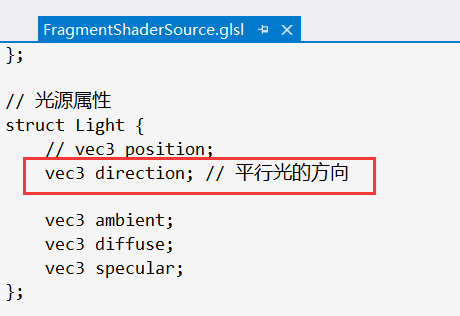 FragmentShaderSource.glsl
};
// 光源属性
struct Light {
// vec3 position;
vec3 direction; // 平行光的方向
vec3 ambient;
vec3 diffuse;
vec3 specular;
};